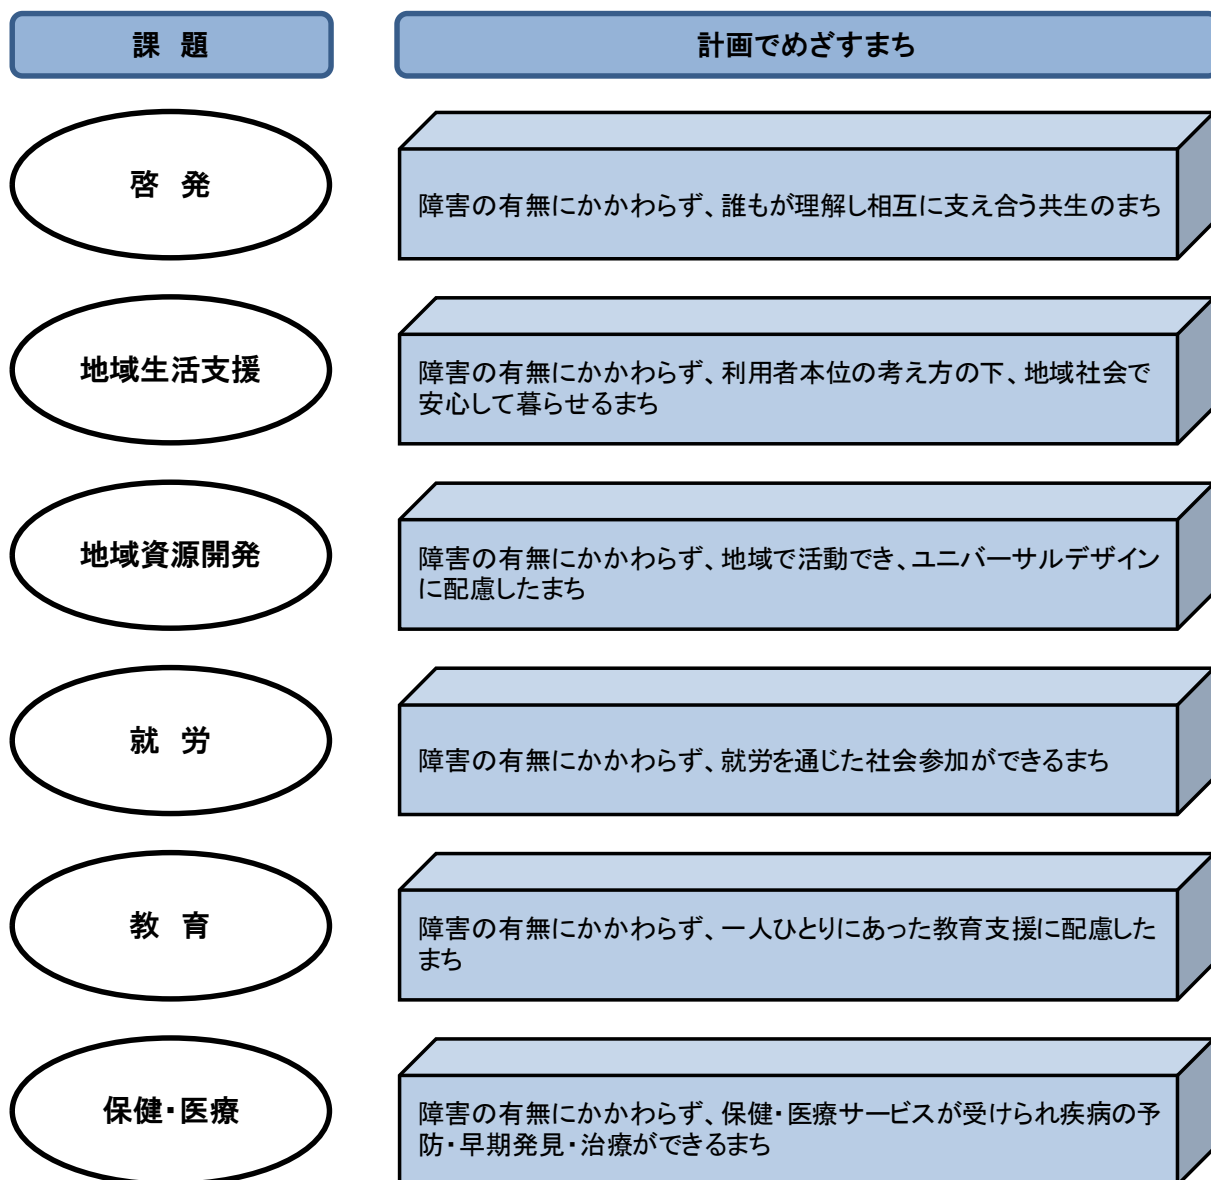 課 題
計画でめざすまち
啓 発
障害の有無にかかわらず、誰もが理解し相互に支え合う共生のまち
地域生活支援
障害の有無にかかわらず、利用者本位の考え方の下、地域社会で
安心して暮らせるまち
地域資源開発
障害の有無にかかわらず、地域で活動でき、ユニバーサルデザイン
に配慮したまち
就 労
障害の有無にかかわらず、就労を通じた社会参加ができるまち
教 育
障害の有無にかかわらず、一人ひとりにあった教育支援に配慮した
まち
保健・医療
障害の有無にかかわらず、保健・医療サービスが受けられ疾病の予
防・早期発見・治療ができるまち